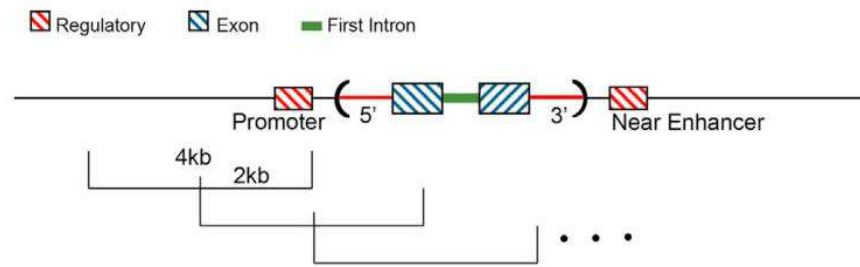 Regulatory Exon First Intron
5’ 3’
Promoter Near Enhancer
4kb
2kb